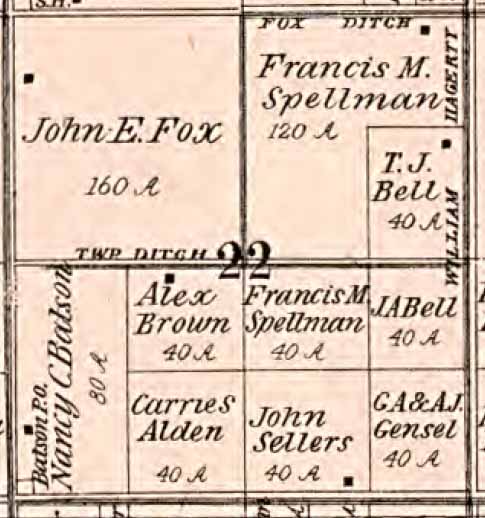 S.H.
FOX DITCH
HAGERTY
Francis M.
Spellman
120 A
John E. Fox
160 A
T. J.
Bell
40 A
WILLIAM
TWP DITCH
22
Batson P.O.
Nancy C. Batson
80 A
Alex
Brown
40 A
Francis M.
Spellman
40 A
J A Bell
40 A
Carrie S
Alden
40 A
John
Sellers
40 A
G A & A J.
Gensel
40 A